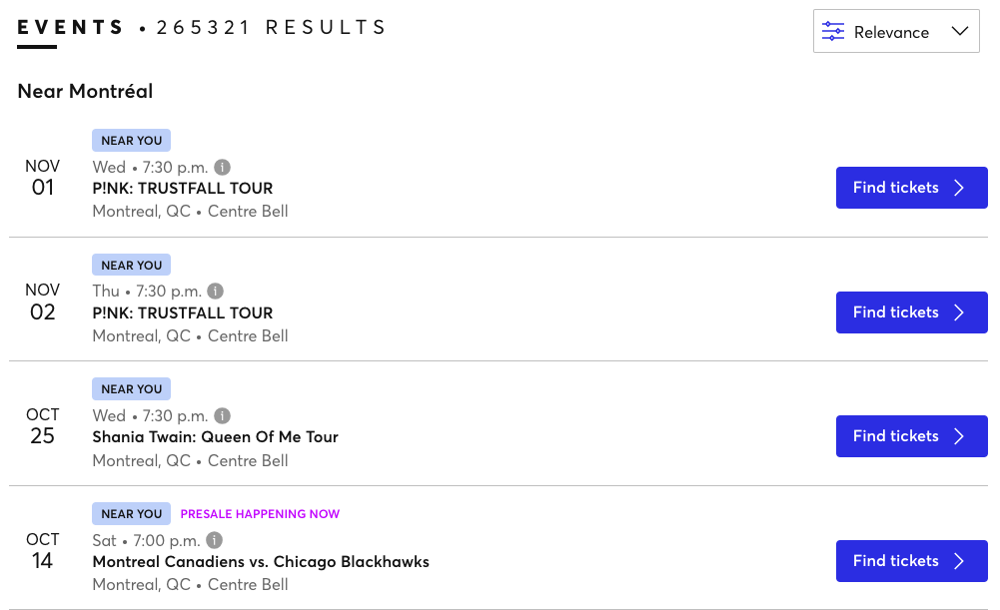 EVENTS • 265321 RESULTS
Relevance
Near Montréal
NEAR YOU
NOV
01
Wed • 7:30 p.m.
P!NK: TRUSTFALL TOUR
Montreal, QC • Centre Bell
Find tickets
NEAR YOU
NOV
02
Thu • 7:30 p.m.
P!NK: TRUSTFALL TOUR
Montreal, QC • Centre Bell
Find tickets
NEAR YOU
OCT
25
Wed • 7:30 p.m.
Shania Twain: Queen Of Me Tour
Montreal, QC • Centre Bell
Find tickets
NEAR YOU PRESALE HAPPENING NOW
OCT
14
Sat • 7:00 p.m.
Montreal Canadiens vs. Chicago Blackhawks
Montreal, QC • Centre Bell
Find tickets